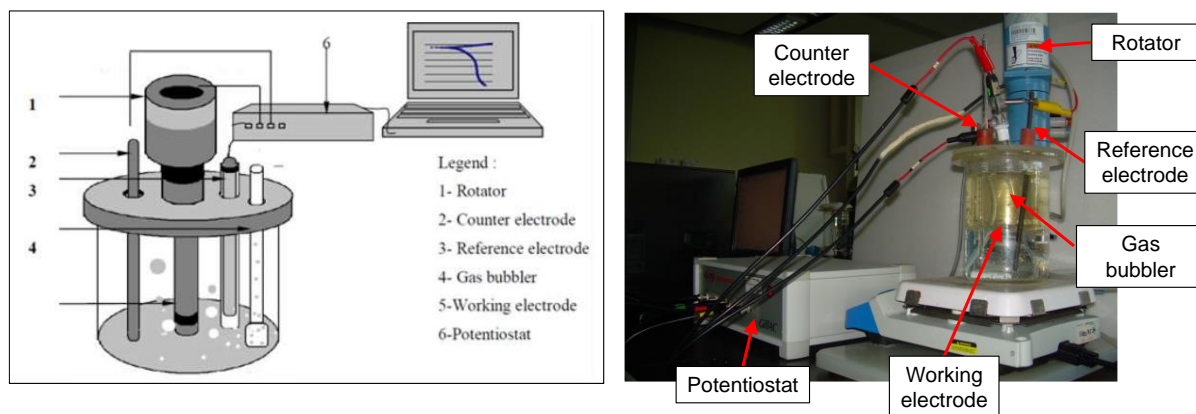 6
1
2
3
4
Legend :
1- Rotator
2- Counter electrode
3- Reference electrode
4- Gas bubbler
5-Working electrode
6-Potentiostat
Counter
electrode
Rotator
Reference
electrode
Gas
bubbler
Potentiostat
Working
electrode